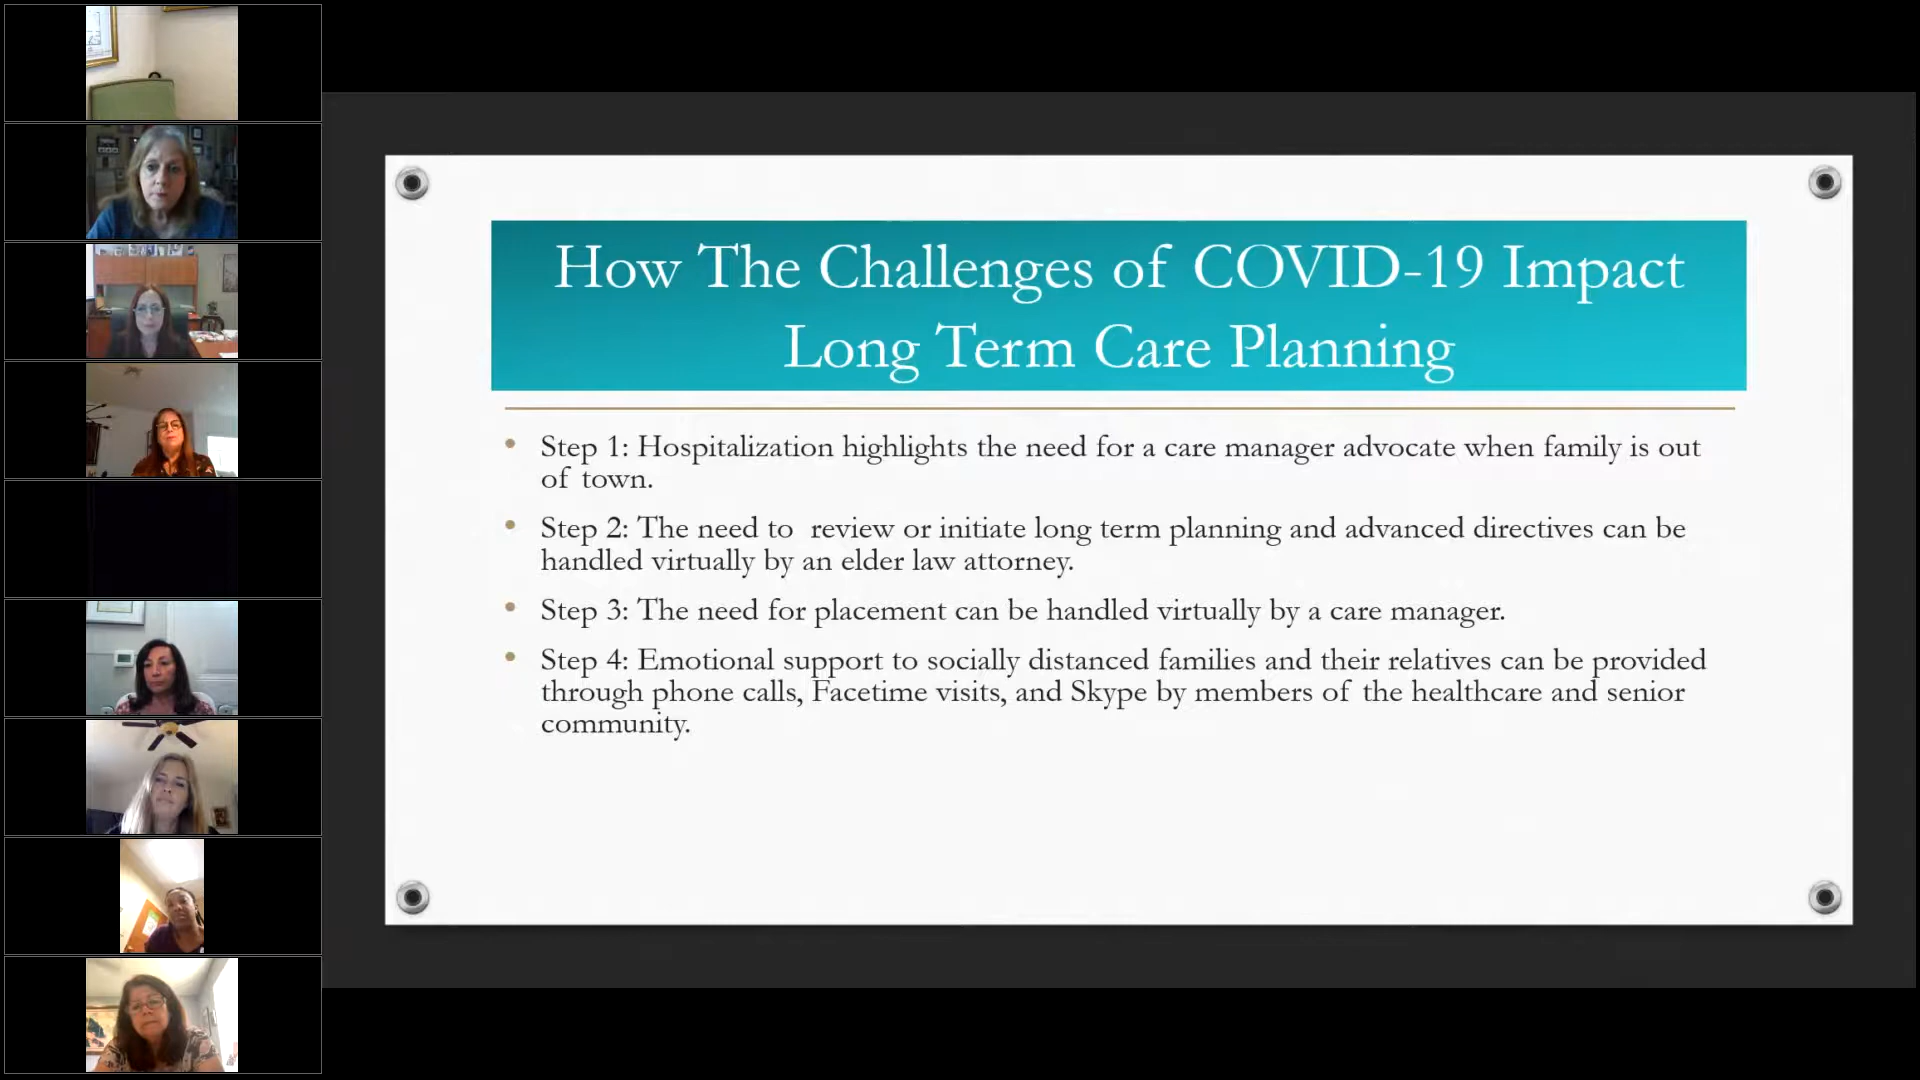 How The Challenges of COVID-19 Impact
Long Term Care Planning
• Step 1: Hospitalization highlights the need for a care manager advocate when family is out
of town.
• Step 2: The need to  review or initiate long term planning and advanced directives can be
handled virtually by an elder law attorney.
• Step 3: The need for placement can be handled virtually by a care manager.
• Step 4: Emotional support to socially distanced families and their relatives can be provided
through phone calls, Facetime visits, and Skype by members of the healthcare and senior
community.